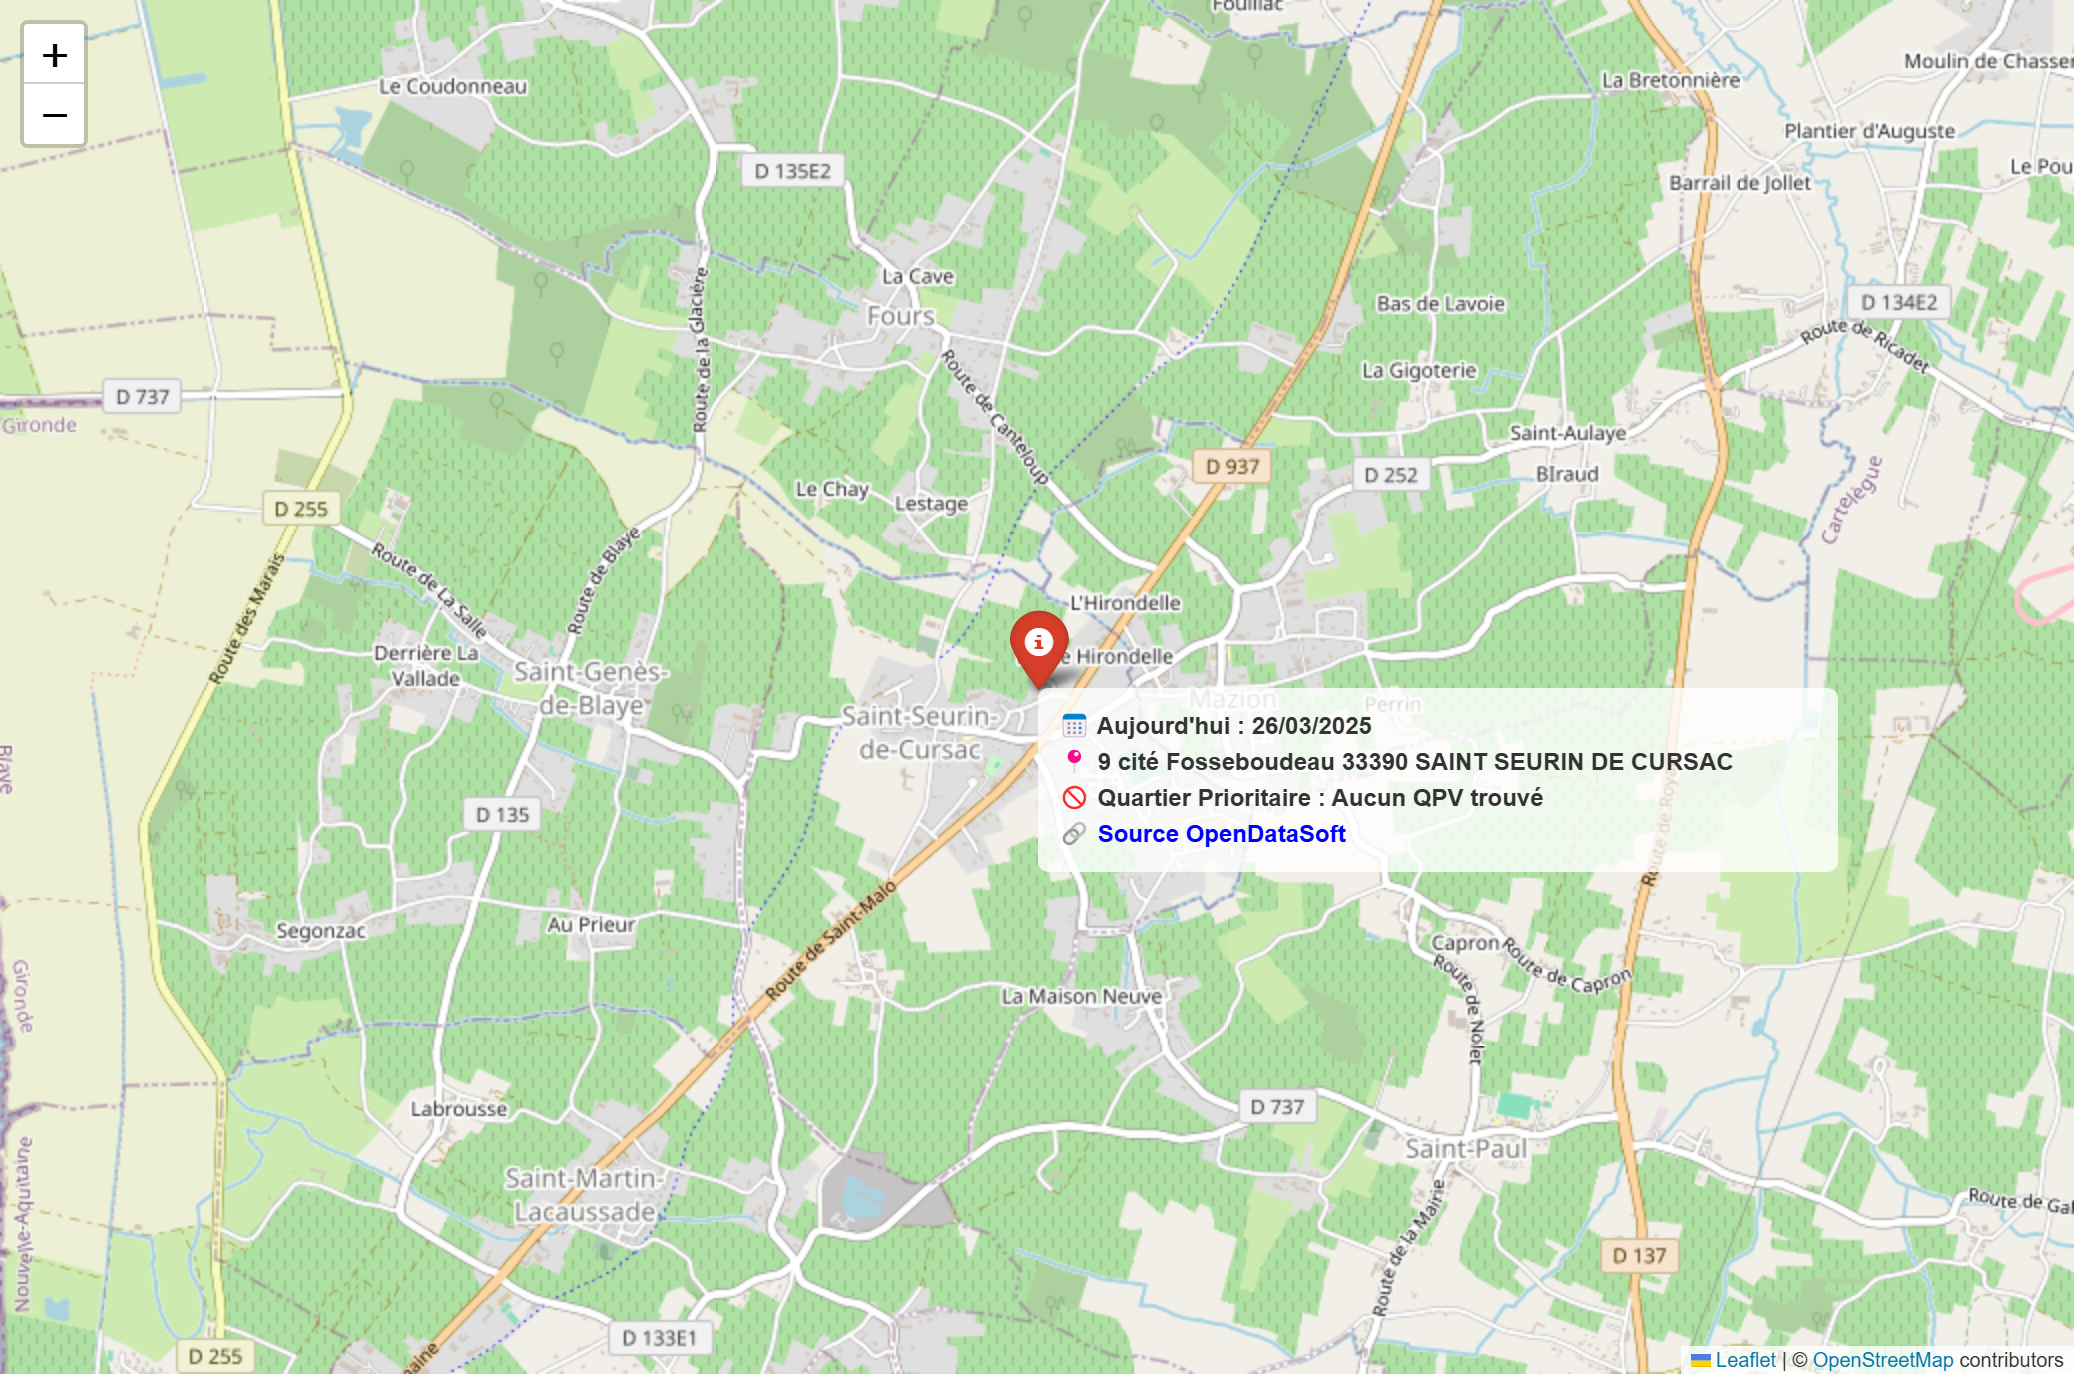 Fouillac
+
−
Le Coudonneau
La Bretonnière
Moulin de Chasser
Plantier d'Auguste
D 135E2
Le Pou
Barrail de Jollet
La Cave
Bas de Lavoie
D 134E2
Fours
Route de la Glacière
Route de Ricadet
Route de Canteloup
La Gigoterie
D 737
Gironde
Saint-Aulaye
D 937
D 252
BIraud
Le Chay
Lestage
Cartelègue
D 255
Route de La Salle
Route de Blaye
Route des Marais
L'Hirondelle
Derrière La
Vallade
Saint-Genès-
de-Blaye
e Hirondelle
Mazion
Perrin
Saint-Seurin-
de-Cursac
Aujourd'hui : 26/03/2025
9 cité Fosseboudeau 33390 SAINT SEURIN DE CURSAC
Quartier Prioritaire : Aucun QPV trouvé
Source OpenDataSoft
Blaye
D 135
Route de Roya
Route de Saint-Malo
Segonzac
Au Prieur
Capron
Route de Capron
Route de Nolet
Gironde
La Maison Neuve
Labrousse
D 737
Saint-Paul
Saint-Martin-
Lacaussade
Nouvelle-Aquitaine
Route de la Mairie
Route de Gal
D 137
D 133E1
D 255
aine
Leaflet | © OpenStreetMap contributors